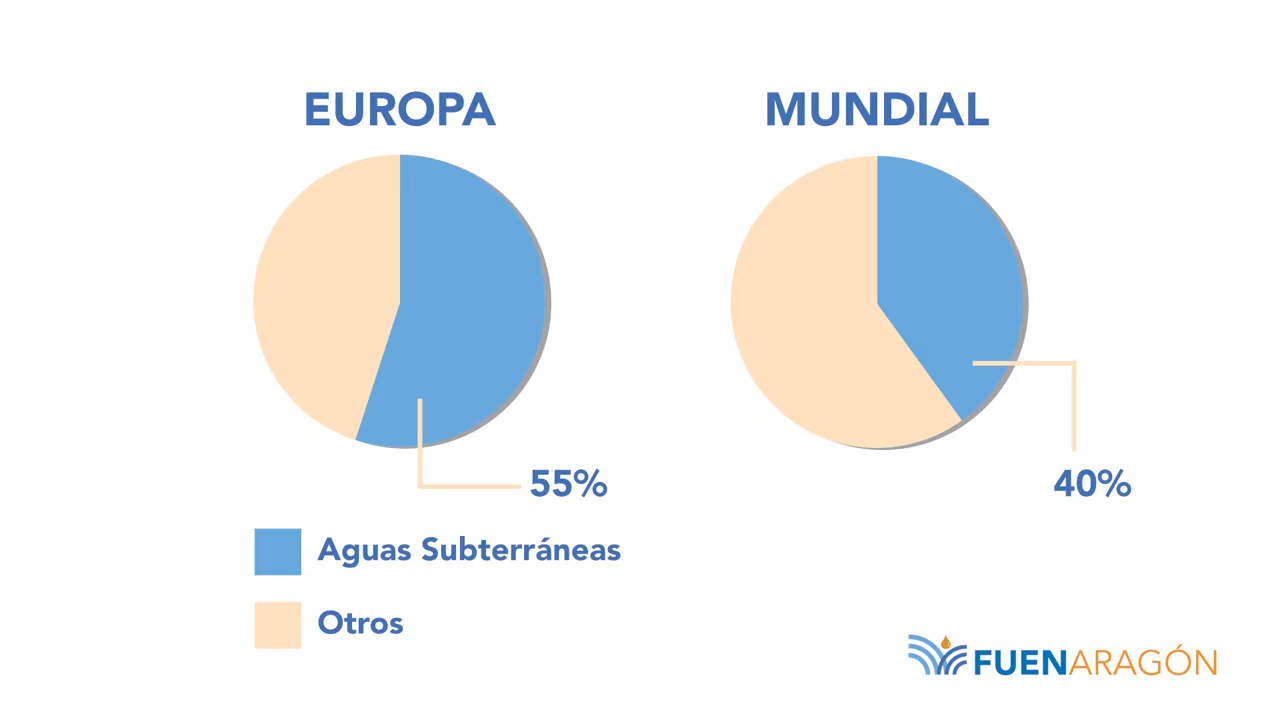 EUROPA
MUNDIAL
55%
40%
Aguas Subterráneas
Otros
FUENARAGÓN